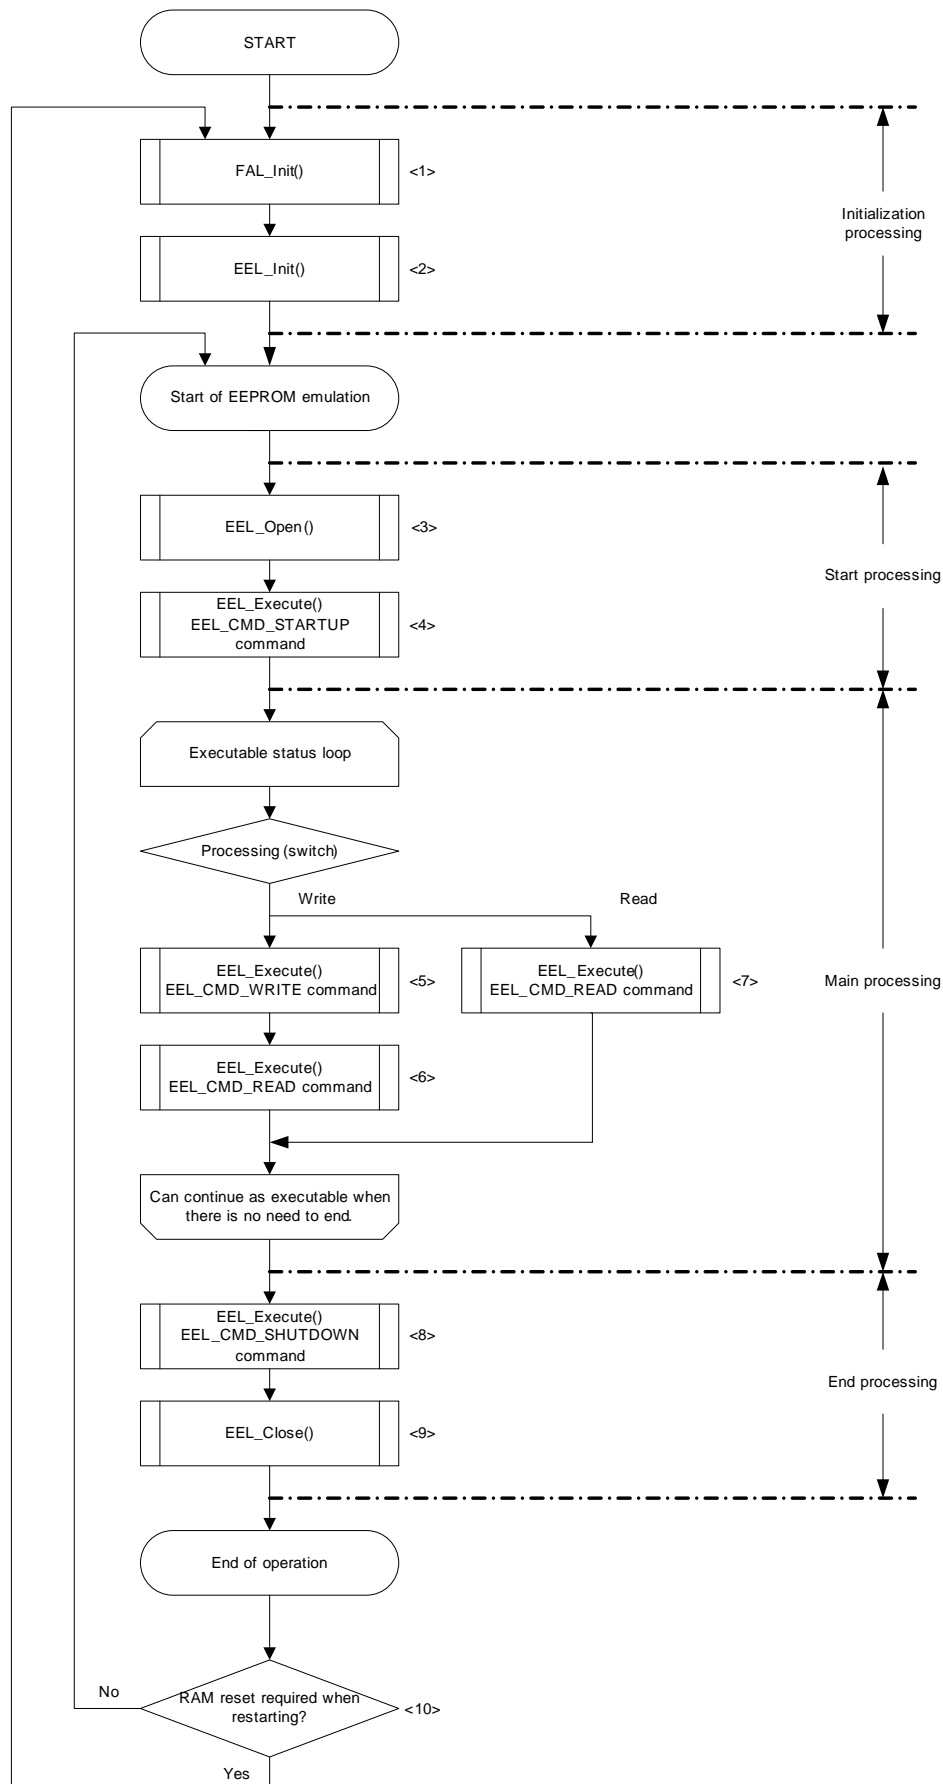 START
FAL_Init()
<1>
Initialization
processing
EEL_Init()
<2>
Start of EEPROM emulation
EEL_Open()
<3>
Start processing
EEL_Execute()
EEL_CMD_STARTUP
command
<4>
Executable status loop
Processing (switch)
Write
Read
EEL_Execute()
EEL_CMD_WRITE command
<5>
EEL_Execute()
EEL_CMD_READ command
<7>
Main processing
EEL_Execute()
EEL_CMD_READ command
<6>
Can continue as executable when
there is no need to end.
EEL_Execute()
EEL_CMD_SHUTDOWN
command
<8>
End processing
EEL_Close()
<9>
End of operation
No
RAM reset required when
restarting?
<10>
Yes